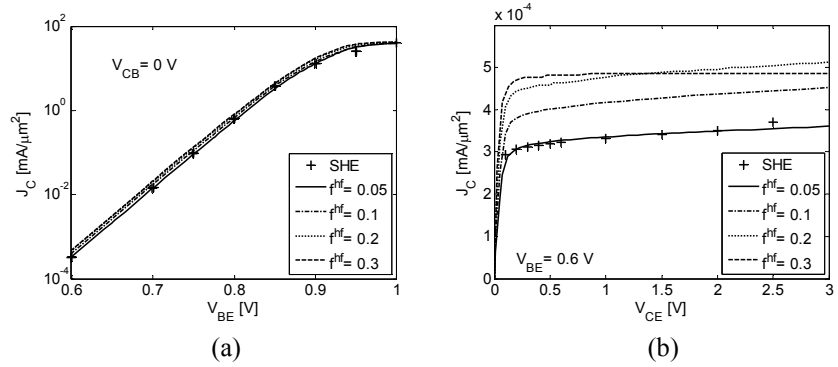 10^2
10^0
10^-2
10^-4
J_C [mA/μm^2]
V_CB = 0 V
SHE
f^hf = 0.05
f^hf = 0.1
f^hf = 0.2
f^hf = 0.3
0.6 0.7 0.8 0.9 1
V_BE [V]
(a)
x 10^-4
6
5
4
3
2
1
0
J_C [mA/μm^2]
V_BE = 0.6 V
SHE
f^hf = 0.05
f^hf = 0.1
f^hf = 0.2
f^hf = 0.3
0 0.5 1 1.5 2 2.5 3
V_CE [V]
(b)